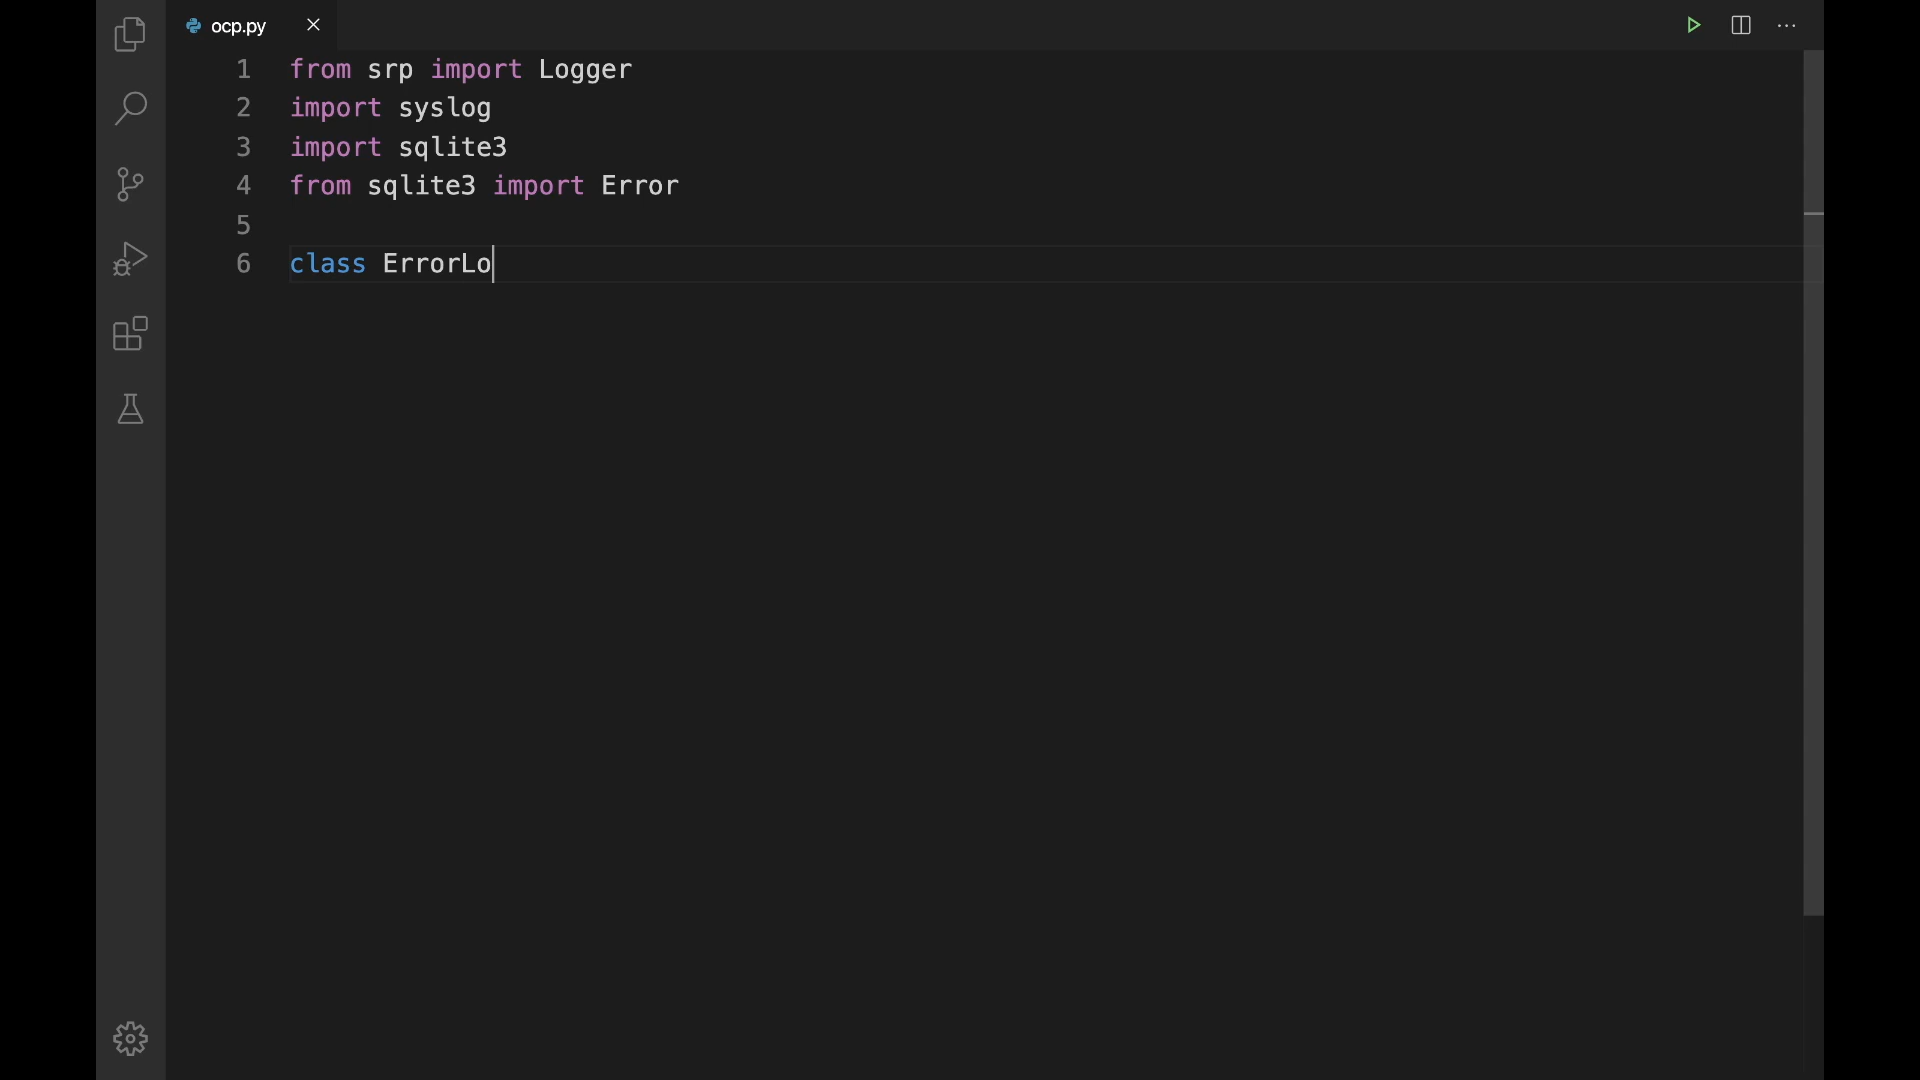 ocp.py
1 from srp import Logger
2 import syslog
3 import sqlite3
4 from sqlite3 import Error
5
6 class ErrorLo